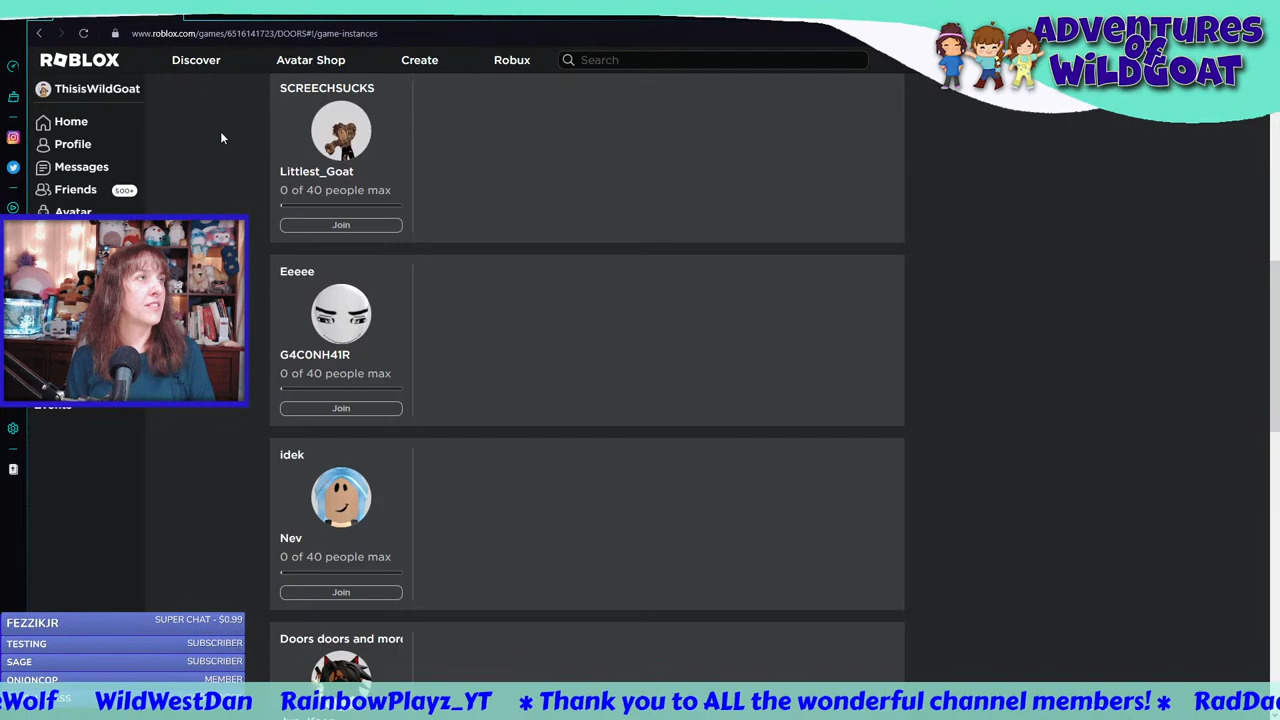 www.roblox.com/games/6516141723/DOORS#!/game-instances
ADVENTURES
of
WiLDGOAT
ROBLOX
Discover
Avatar Shop
Create
Robux
Search
ThisisWildGoat
Home
Profile
Messages
Friends
500+
Avatar
SCREECHSUCKS
Littlest_Goat
0 of 40 people max
Join
Eeeee
G4C0NH41R
0 of 40 people max
Join
idek
Nev
0 of 40 people max
Join
Doors doors and more
FEZZIKJR SUPER CHAT - $0.99
TESTING SUBSCRIBER
SAGE SUBSCRIBER
ONIONCOP MEMBER
eWolf WildWestDan RainbowPlayz_YT * Thank you to ALL the wonderful channel members! * RadDa